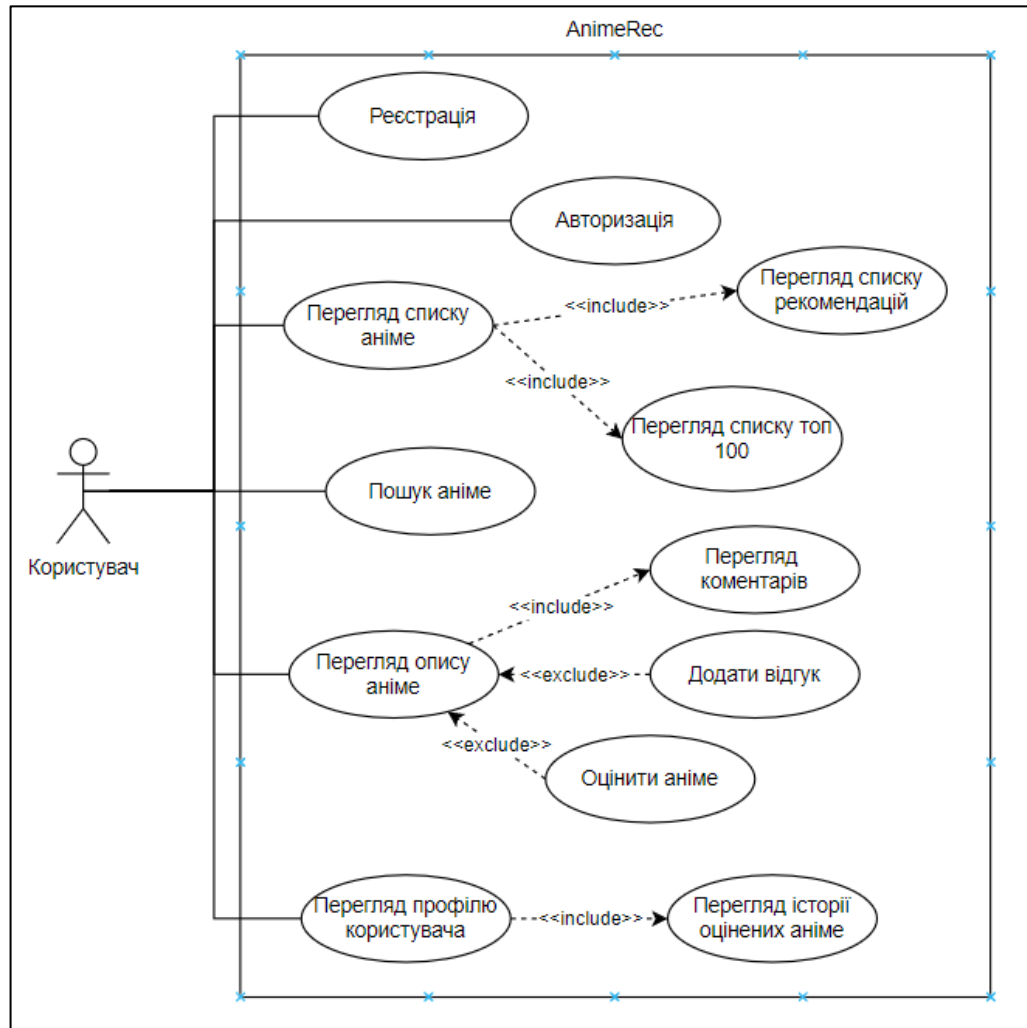 AnimeRec
Реєстрація
Авторизація
Перегляд списку
рекомендацій
<<include>>
Перегляд списку
аніме
<<include>>
Перегляд списку топ
100
Пошук аніме
Користувач
Перегляд
коментарів
<<include>>
Перегляд опису
аніме
<<exclude>>
Додати відгук
<<exclude>>
Оцінити аніме
Перегляд профілю
користувача
<<include>>
Перегляд історії
оцінених аніме